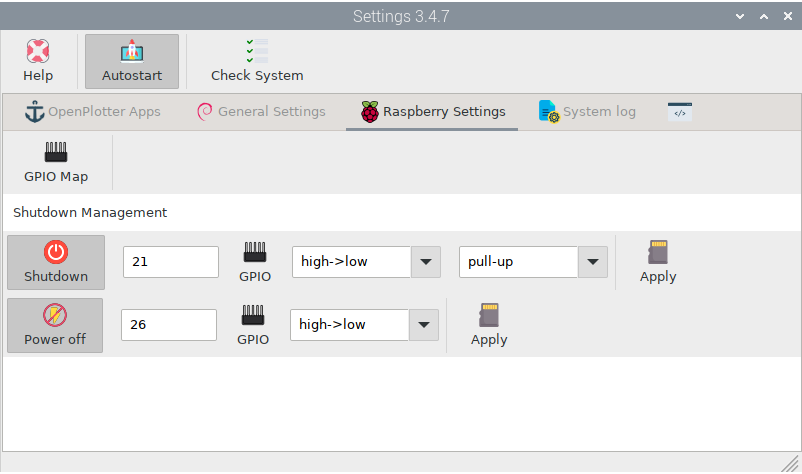 Settings 3.4.7
Help Autostart Check System
OpenPlotter Apps General Settings Raspberry Settings System log </>
GPIO Map
Shutdown Management
Shutdown 21 GPIO high->low pull-up Apply
Power off 26 GPIO high->low Apply